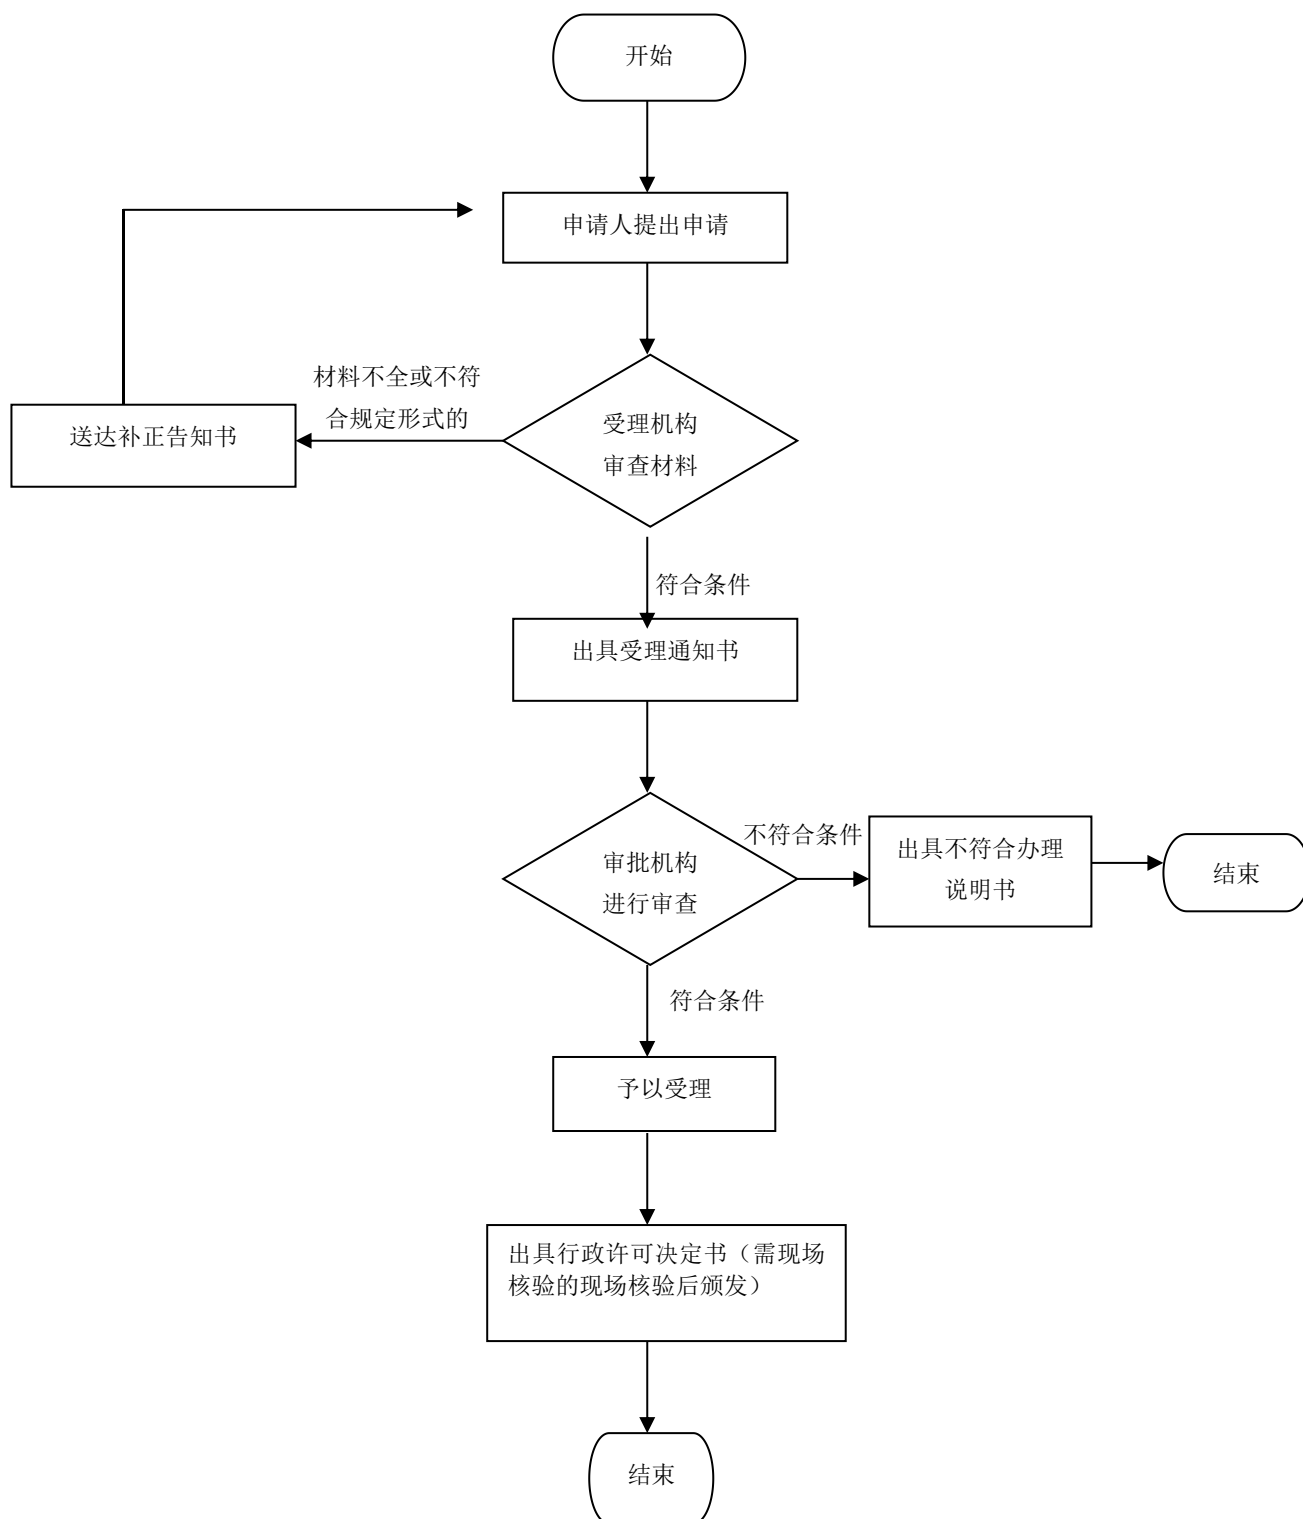 开始
申请人提出申请
材料不全或不符
合规定形式的
送达补正告知书
受理机构
审查材料
符合条件
出具受理通知书
不符合条件
审批机构
进行审查
出具不符合办理
说明书
结束
符合条件
予以受理
出具行政许可决定书（需现场
核验的现场核验后颁发）
结束